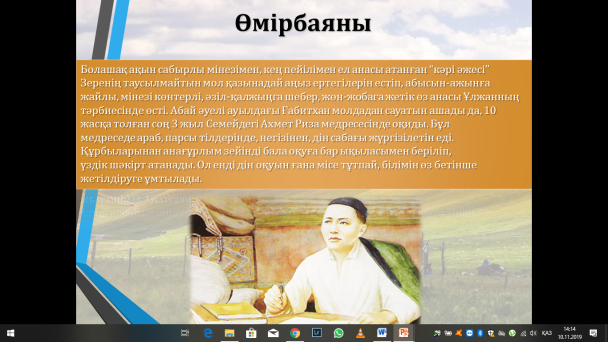 Өмірбаяны
Болашақ ақын сабырлы мінезімен, кең пейілімен ел анасы атанған "кәрі әжесі"
Зеренің таусылмайтын мол қазынадай аңыз ертегілерін естіп, абысын-ажынға
жайлы, мінезі көнтерлі, әзіл-қалжыңға шебер, жөн-жобаға жетік өз анасы Ұлжанның
тәрбиесінде өсті. Абай әуелі ауылдағы Ғабитхан молдадан сауатын ашады да, 10
жасқа толған соң 3 жыл Семейдегі Ахмет Риза медресесінде оқиды. Бұл
медреседе араб, парсы тілдерінде, негізінен, дін сабағы жүргізілетін еді.
Құрбыларынан анағұрлым зейінді бала оқуға бар ықыласымен беріліп,
үздік шәкірт атанады. Ол енді дін оқуын ғана місе тұтпай, білімін өз бетінше
жетілдіруге ұмтылады.
ҚАЗ
14:14
10.11.2019